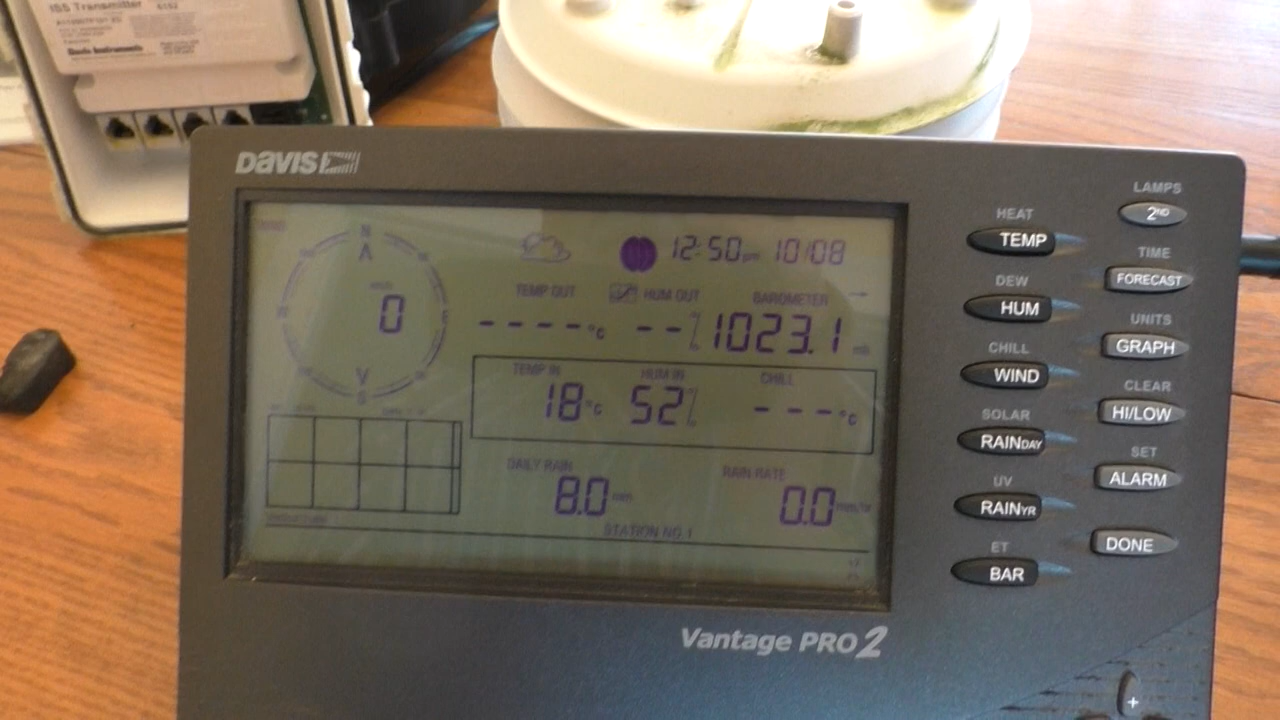 ISS Transmitter 6152
Davis Instruments
DAVIS
N
12:50 pm 10/08
TEMP OUT HUM OUT BAROMETER
0
----°C --% 1023.1 mb
TEMP IN HUM IN CHILL
18°C 52% ---°C
S
DAILY RAIN RAIN RATE
8.0 mm 0.0 mm/hr
STATION NO. 1
Vantage PRO2
LAMPS
2ND
HEAT
TEMP
TIME
FORECAST
DEW
HUM
UNITS
GRAPH
CHILL
WIND
CLEAR
HI/LOW
SOLAR
RAINDAY
SET
ALARM
UV
RAINYR
DONE
ET
BAR
+